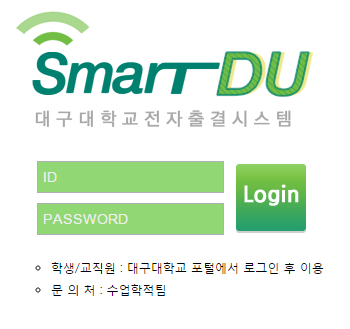 SmarT DU
대구대학교전자출결시스템
ID
Login
PASSWORD
학생/교직원 : 대구대학교 포털에서 로그인 후 이용
문 의 처 : 수업학적팀